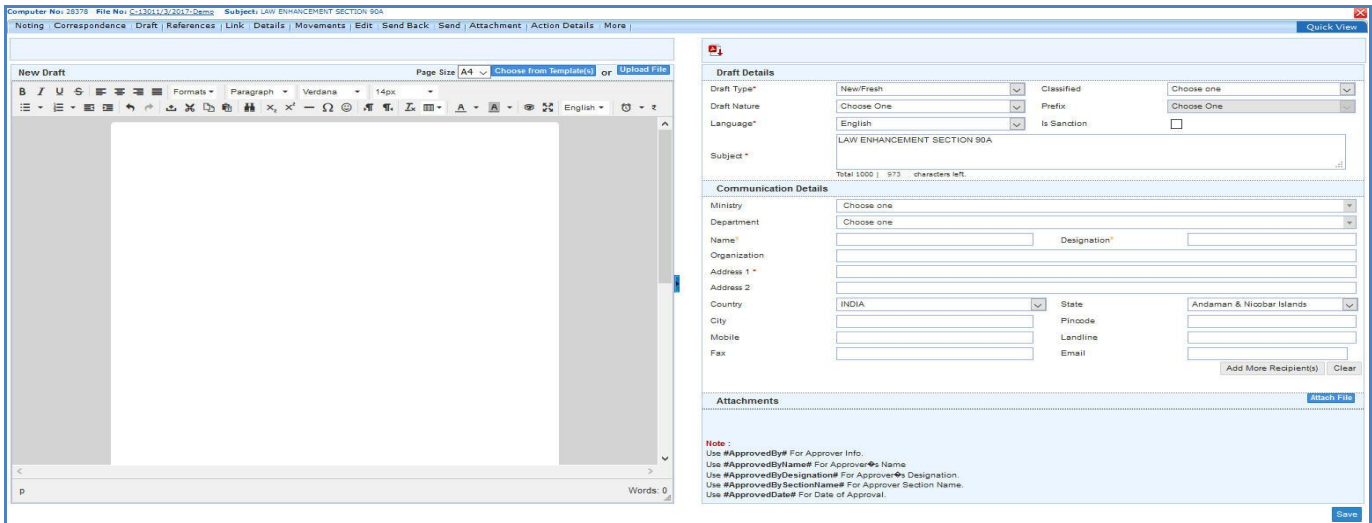 Computer No: 28378 File No: C-13011/3/2017-Demo Subject: LAW ENHANCEMENT SECTION 90A
Noting | Correspondence | Draft | References | Link | Details | Movements | Edit | Send Back | Send | Attachment | Action Details | More |
Quick View
New Draft Page Size A4 Choose from Template(s) or Upload File
B I U S Formats Paragraph Verdana 14px
English
p Words: 0
Draft Details
Draft Type* New/Fresh Classified Choose one
Draft Nature Choose One Prefix Choose One
Language* English Is Sanction
Subject * LAW ENHANCEMENT SECTION 90A
Total 1000 | 973 characters left.
Communication Details
Ministry Choose one
Department Choose one
Name* Designation*
Organization
Address 1 *
Address 2
Country INDIA State Andaman & Nicobar Islands
City Pincode
Mobile Landline
Fax Email
Add More Recipient(s) Clear
Attachments Attach File
Note :
Use #ApprovedBy# For Approver Info.
Use #ApprovedByName# For Approver�s Name
Use #ApprovedByDesignation# For Approver�s Designation.
Use #ApprovedBySectionName# For Approver Section Name.
Use #ApprovedDate# For Date of Approval.
Save